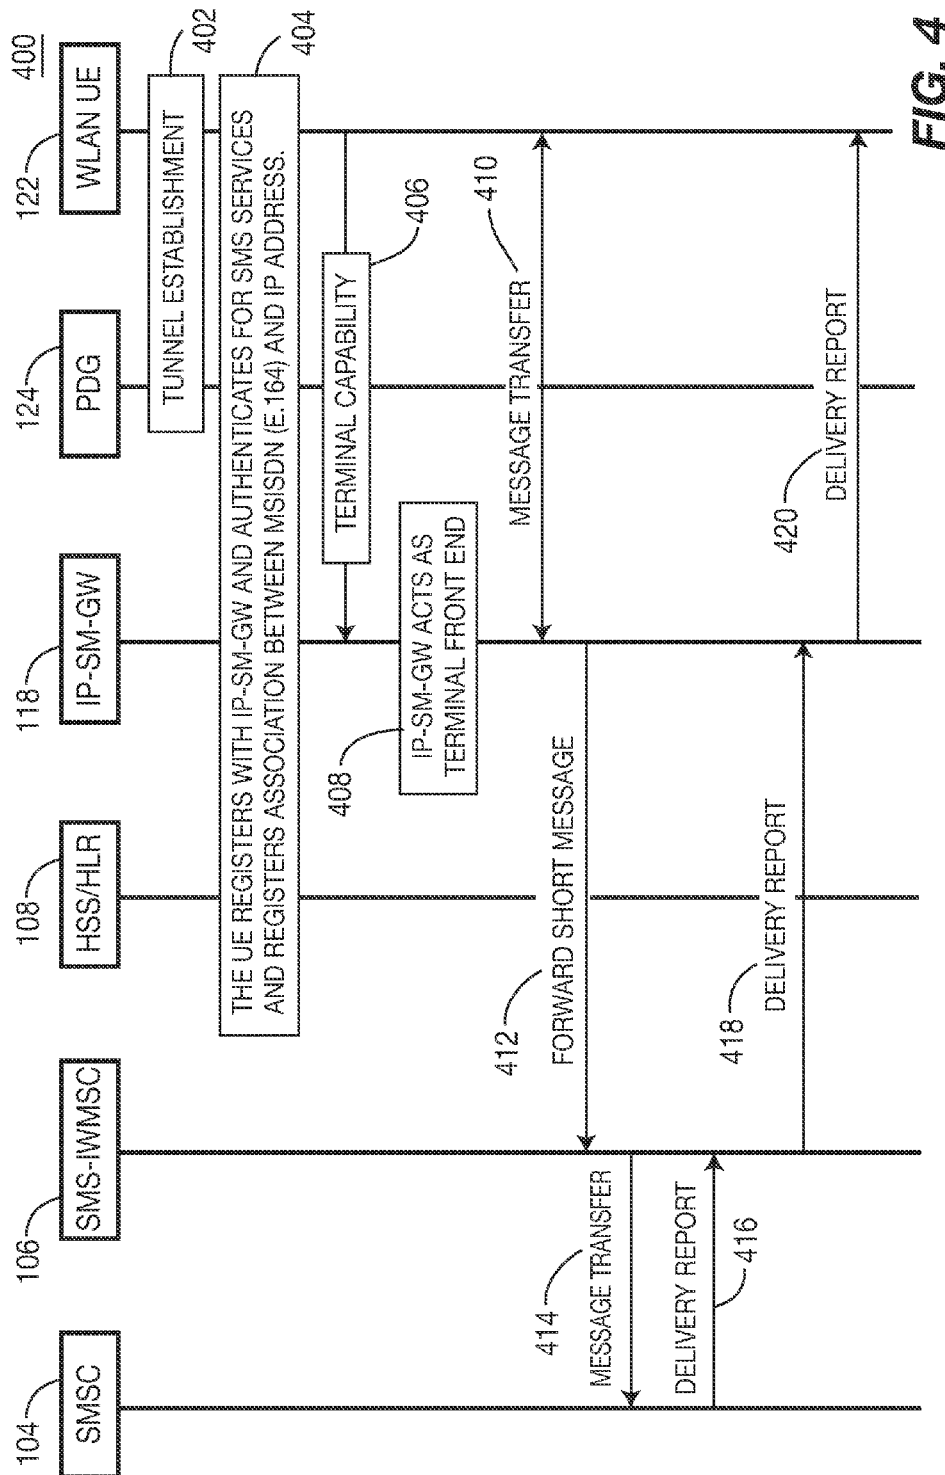 400
104
106
108
118
124
122
SMSC
SMS-IWMSC
HSS/HLR
IP-SM-GW
PDG
WLAN UE
TUNNEL ESTABLISHMENT
402
THE UE REGISTERS WITH IP-SM-GW AND AUTHENTICATES FOR SMS SERVICES
AND REGISTERS ASSOCIATION BETWEEN MSISDN (E.164) AND IP ADDRESS.
404
TERMINAL CAPABILITY
406
408
IP-SM-GW ACTS AS
TERMINAL FRONT END
MESSAGE TRANSFER
410
412
FORWARD SHORT MESSAGE
414
MESSAGE TRANSFER
DELIVERY REPORT
416
418
DELIVERY REPORT
420
DELIVERY REPORT
FIG. 4